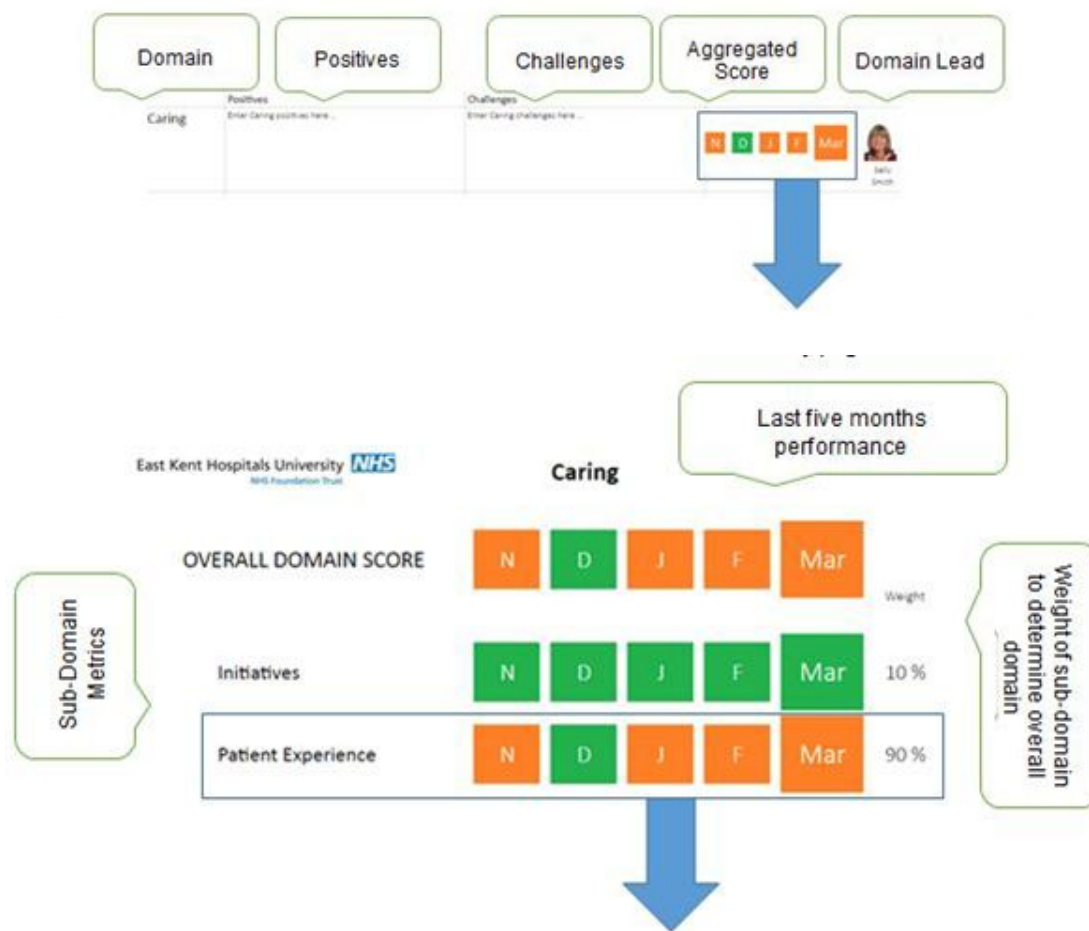 Domain
Positives
Challenges
Aggregated
Score
Domain Lead
Positives
Challenges
Caring
Enter Caring positives here ...
Enter Caring challenges here ...
N D J F Mar
Sally
Smith
Last five months
performance
East Kent Hospitals University NHS
NHS Foundation Trust
Caring
OVERALL DOMAIN SCORE N D J F Mar
Weight
Initiatives N D J F Mar 10 %
Patient Experience N D J F Mar 90 %
Sub-Domain
Metrics
Weight of sub-domain
to determine overall
domain